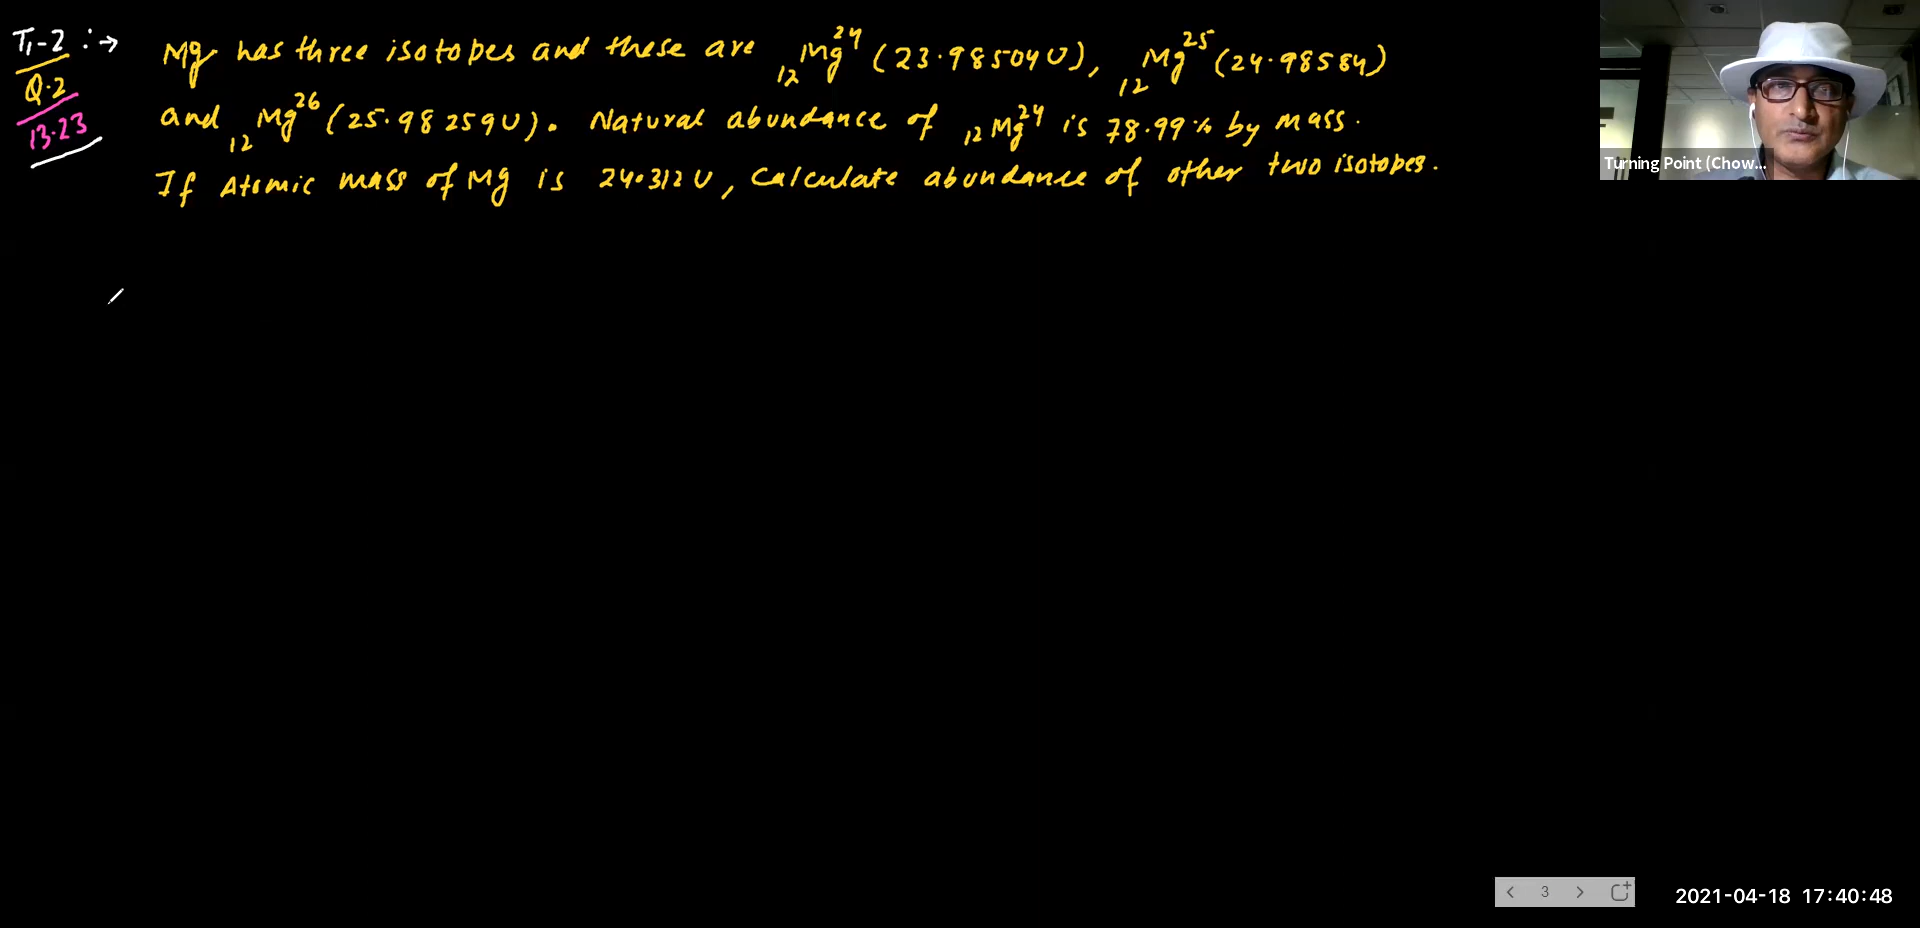 T1-2 :→ Mg has three isotopes and these are ₁₂Mg²⁴ (23.98504U), ₁₂Mg²⁵ (24.98584)
Q.2
13.23
and ₁₂Mg²⁶ (25.98259U). Natural abundance of ₁₂Mg²⁴ is 78.99% by mass.
If Atomic mass of Mg is 24.312U, Calculate abundance of other two isotopes.
Turning Point (Chow...
< 3 >
2021-04-18 17:40:48